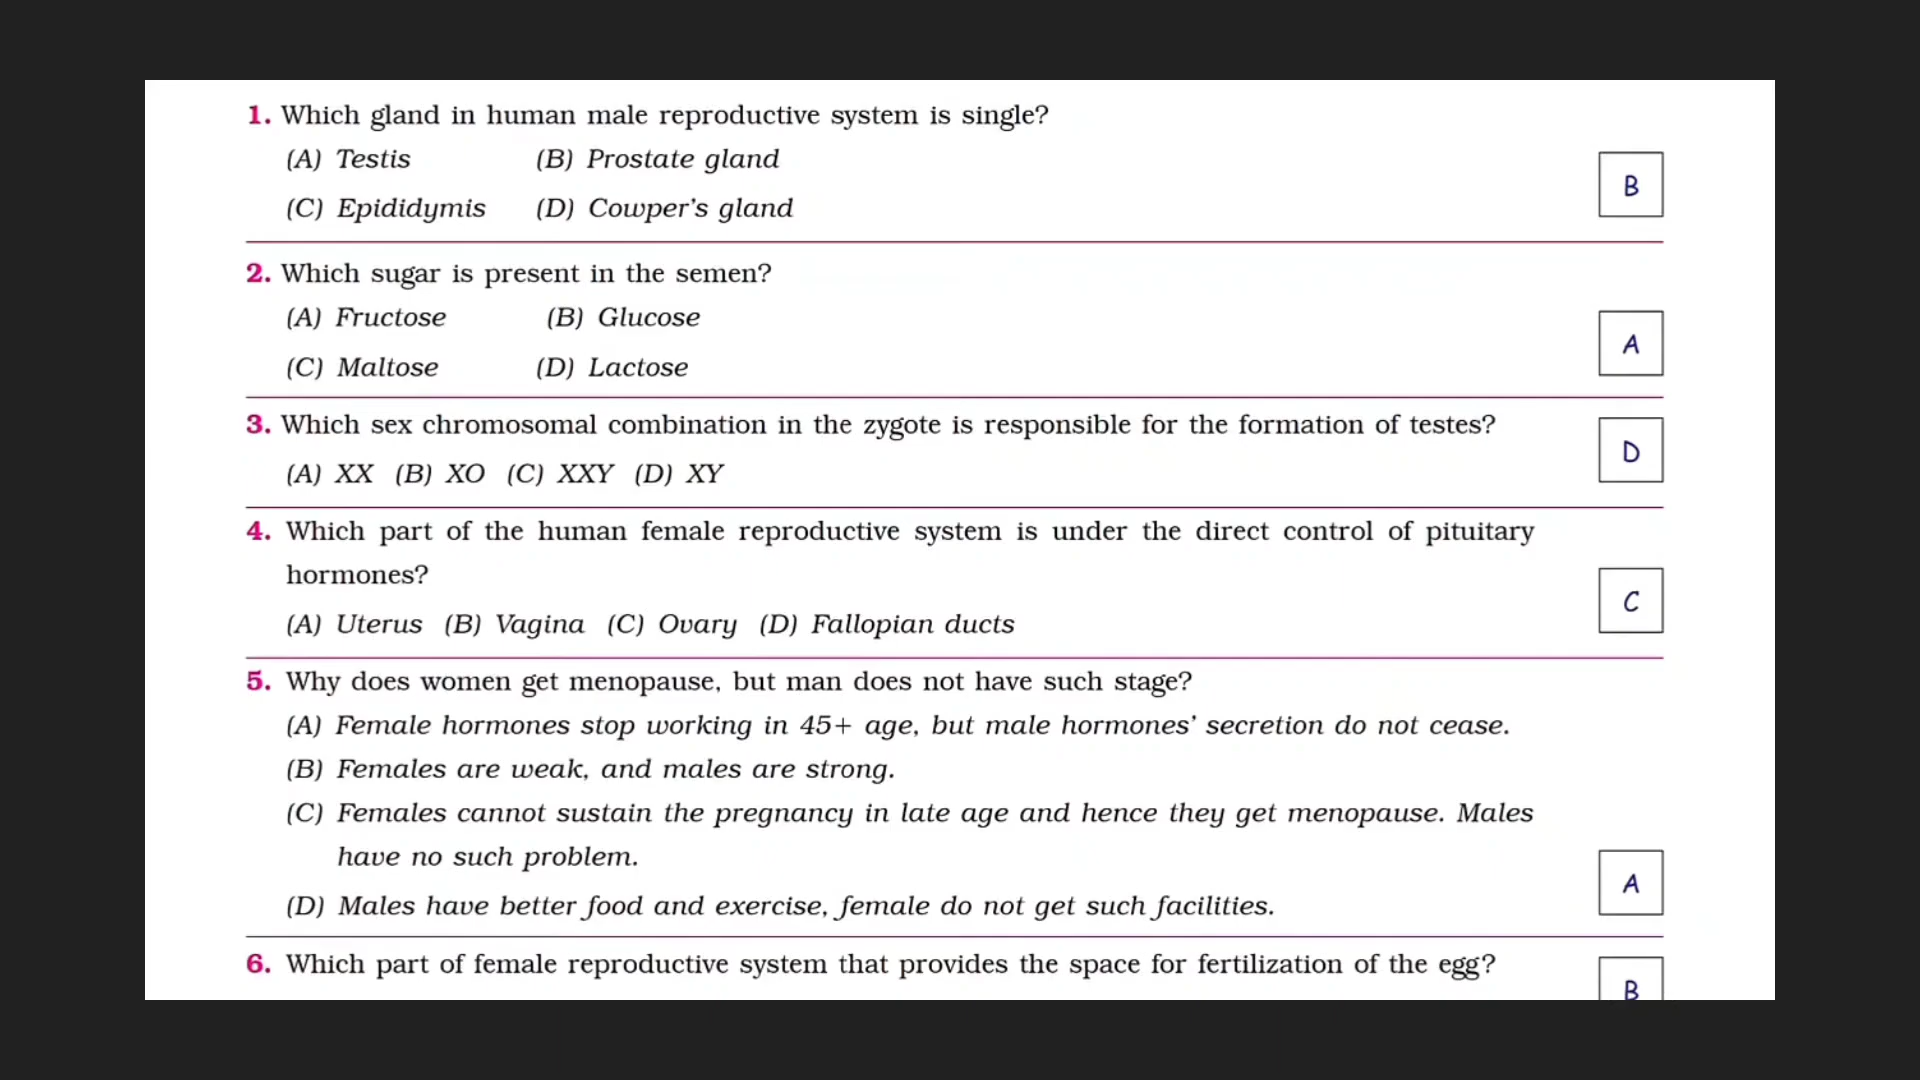 1. Which gland in human male reproductive system is single?
(A) Testis (B) Prostate gland
B
(C) Epididymis (D) Cowper's gland
2. Which sugar is present in the semen?
(A) Fructose (B) Glucose
A
(C) Maltose (D) Lactose
3. Which sex chromosomal combination in the zygote is responsible for the formation of testes?
D
(A) XX (B) XO (C) XXY (D) XY
4. Which part of the human female reproductive system is under the direct control of pituitary
hormones?
C
(A) Uterus (B) Vagina (C) Ovary (D) Fallopian ducts
5. Why does women get menopause, but man does not have such stage?
(A) Female hormones stop working in 45+ age, but male hormones' secretion do not cease.
(B) Females are weak, and males are strong.
(C) Females cannot sustain the pregnancy in late age and hence they get menopause. Males
have no such problem.
A
(D) Males have better food and exercise, female do not get such facilities.
6. Which part of female reproductive system that provides the space for fertilization of the egg?
B